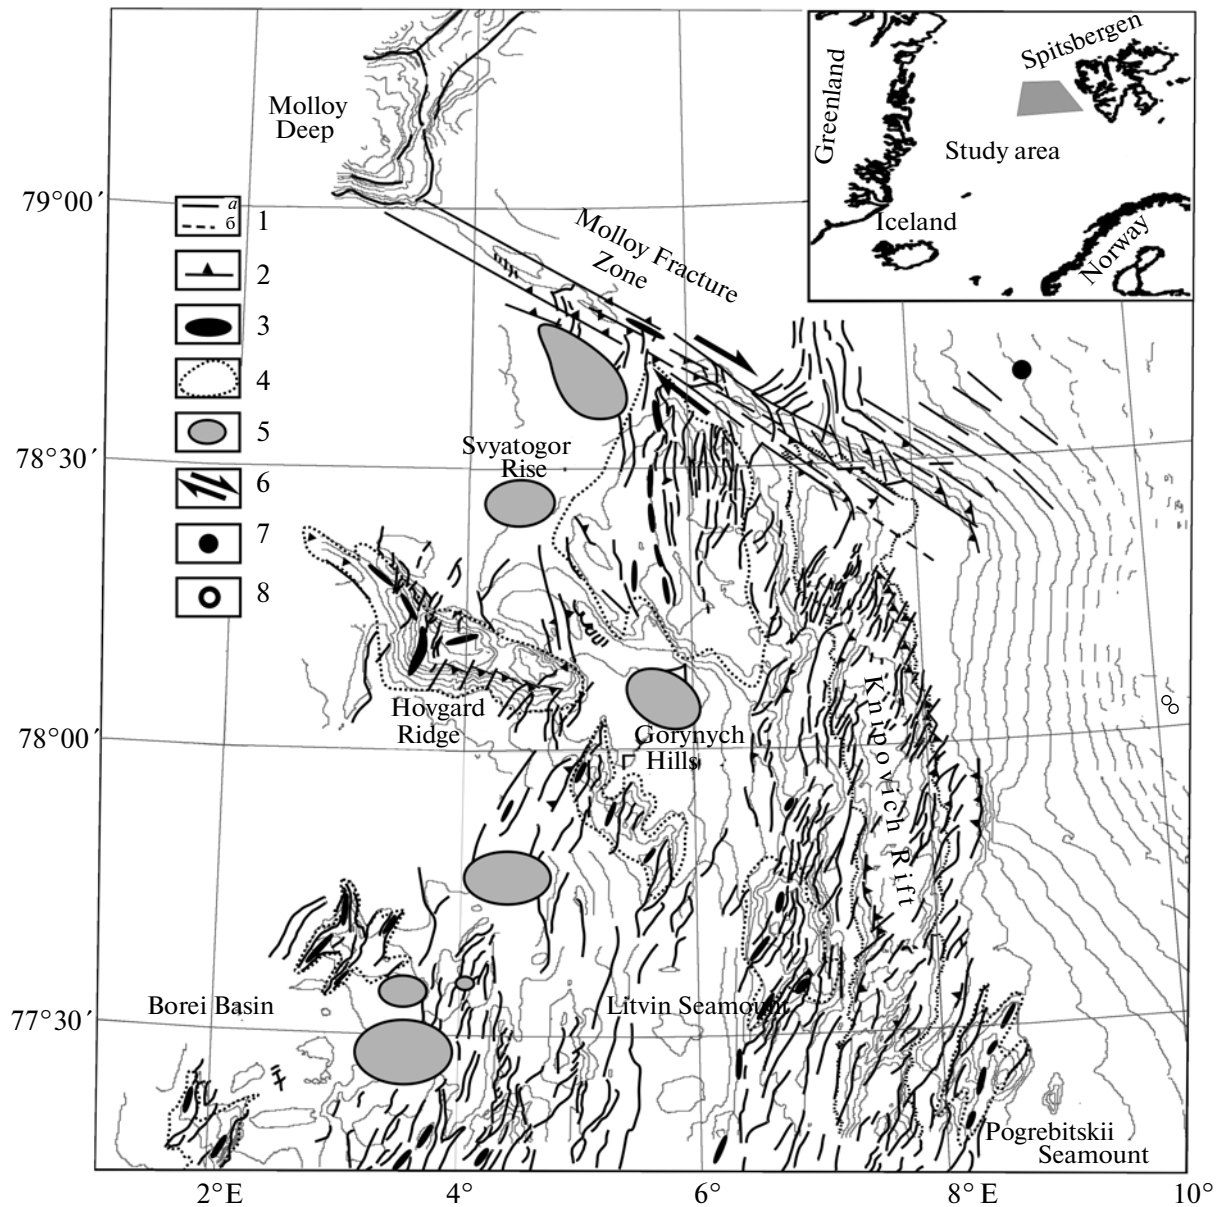 Molloy
Deep
Spitsbergen
Greenland
Study area
Iceland
Norway
79°00′
78°30′
78°00′
77°30′
а
б
1
2
3
4
5
6
7
8
Molloy Fracture
Zone
Svyatogor
Rise
Hovgard
Ridge
Gorynych
Hills
Knipovich Rift
Borei Basin
Litvin Seamount
Pogrebitskii
Seamount
2°E
4°
6°
8°E
10°